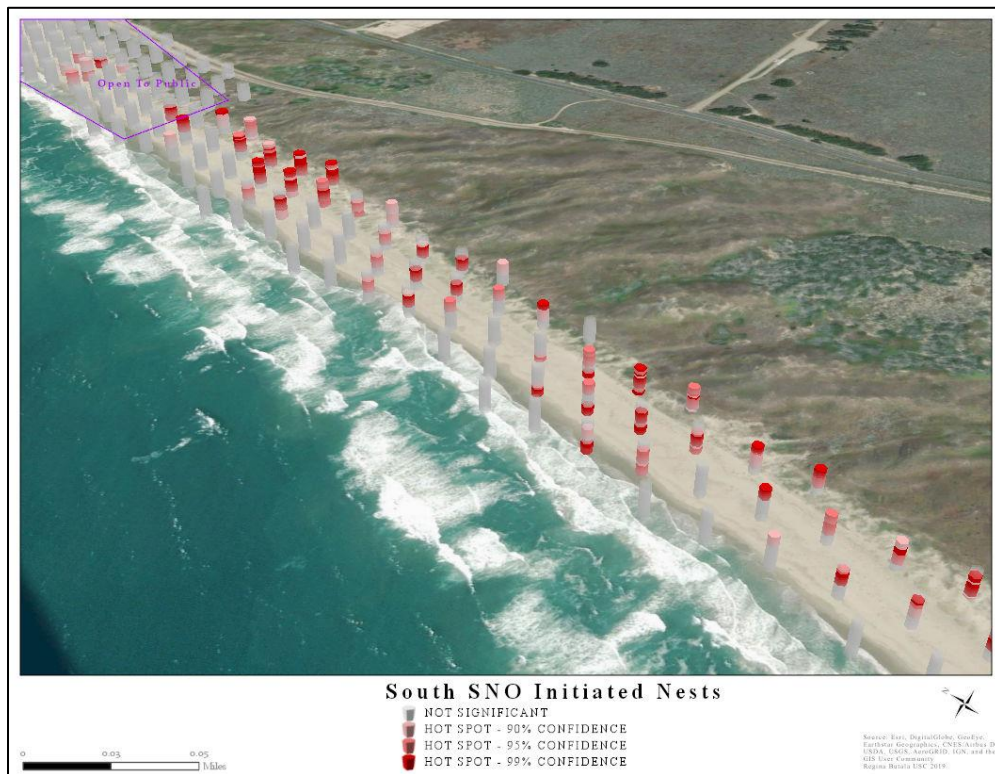 Open To Public
South SNO Initiated Nests
NOT SIGNIFICANT
HOT SPOT - 90% CONFIDENCE
HOT SPOT - 95% CONFIDENCE
HOT SPOT - 99% CONFIDENCE
0 0.03 0.05
Miles
N
Source: Esri, DigitalGlobe, GeoEye,
Earthstar Geographics, CNES/Airbus D
USDA, USGS, AeroGRID, IGN, and the
GIS User Community
USC 2019.